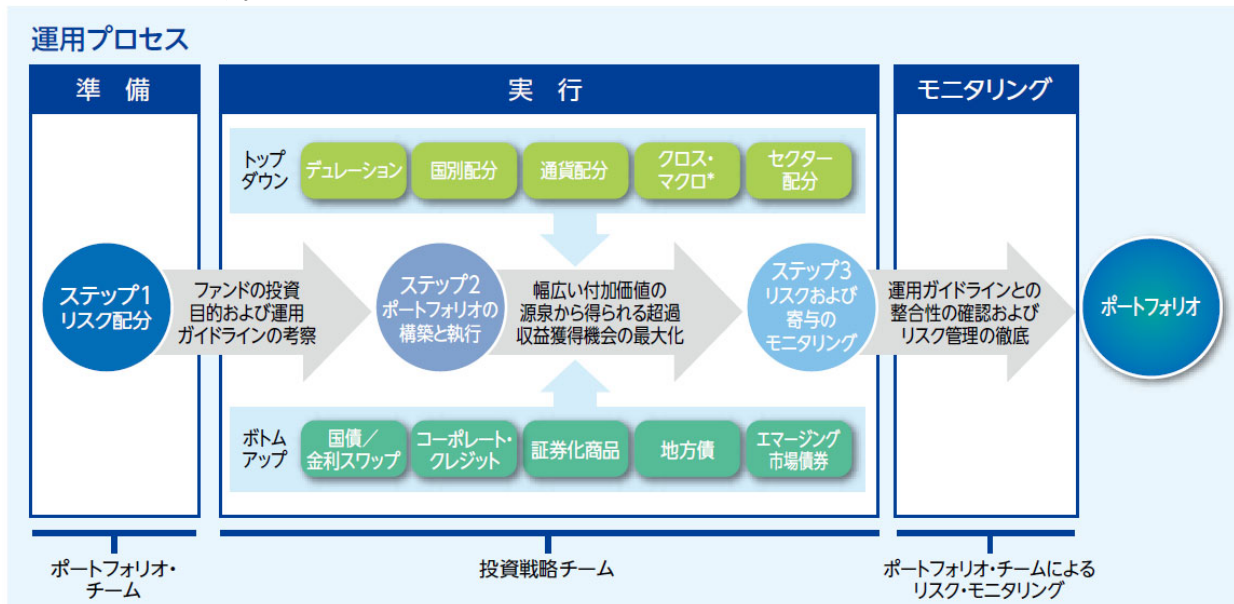 運用プロセス
準 備
実 行
モニタリング
トップ
ダウン
デュレーション
国別配分
通貨配分
クロス・
マクロ*
セクター
配分
ステップ1
リスク配分
ファンドの投資
目的および運用
ガイドラインの考察
ステップ2
ポートフォリオの
構築と執行
幅広い付加価値の
源泉から得られる超過
収益獲得機会の最大化
ステップ3
リスクおよび
寄与の
モニタリング
運用ガイドラインとの
整合性の確認および
リスク管理の徹底
ポートフォリオ
ボトム
アップ
国債／
金利スワップ
コーポレート・
クレジット
証券化商品
地方債
エマージング
市場債券
ポートフォリオ・
チーム
投資戦略チーム
ポートフォリオ・チームによる
リスク・モニタリング